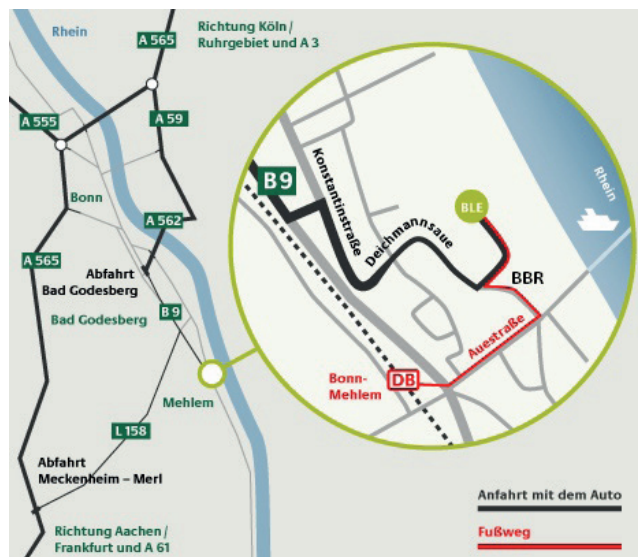 Rhein
A 565
Richtung Köln /
Ruhrgebiet und A 3
A 555
A 59
Bonn
A 562
A 565
Abfahrt
Bad Godesberg
B 9
Bad Godesberg
Mehlem
L 158
Abfahrt
Meckenheim – Merl
Richtung Aachen /
Frankfurt und A 61
B 9
Konstantinstraße
Deichmannsaue
BLE
Rhein
BBR
Auestraße
Bonn-
Mehlem
DB
Anfahrt mit dem Auto
Fußweg